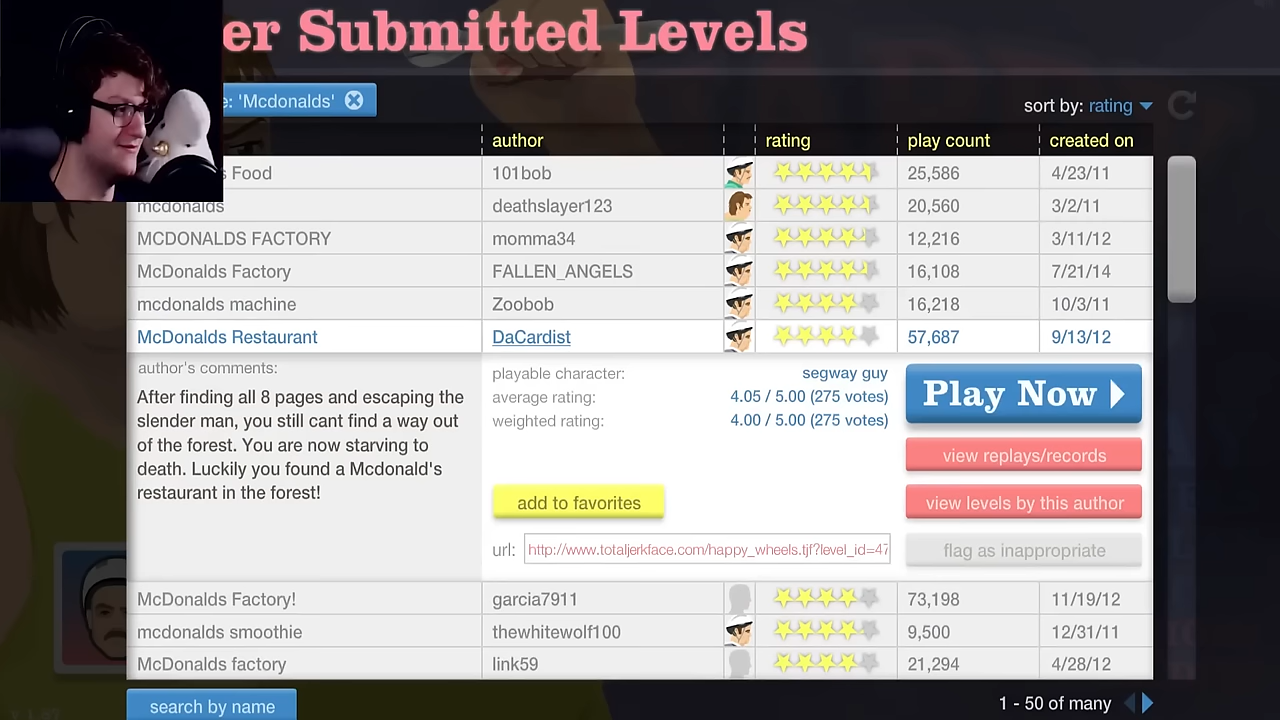 er Submitted Levels
e: 'Mcdonalds'
sort by: rating
author rating play count created on
s Food 101bob 25,586 4/23/11
mcdonalds deathslayer123 20,560 3/2/11
MCDONALDS FACTORY momma34 12,216 3/11/12
McDonalds Factory FALLEN_ANGELS 16,108 7/21/14
mcdonalds machine Zoobob 16,218 10/3/11
McDonalds Restaurant DaCardist 57,687 9/13/12
author's comments:
After finding all 8 pages and escaping the
slender man, you still cant find a way out
of the forest. You are now starving to
death. Luckily you found a Mcdonald's
restaurant in the forest!
playable character: segway guy
average rating: 4.05 / 5.00 (275 votes)
weighted rating: 4.00 / 5.00 (275 votes)
add to favorites
url: http://www.totaljerkface.com/happy_wheels.tjf?level_id=47
Play Now
view replays/records
view levels by this author
flag as inappropriate
McDonalds Factory! garcia7911 73,198 11/19/12
mcdonalds smoothie thewhitewolf100 9,500 12/31/11
McDonalds factory link59 21,294 4/28/12
search by name
1 - 50 of many